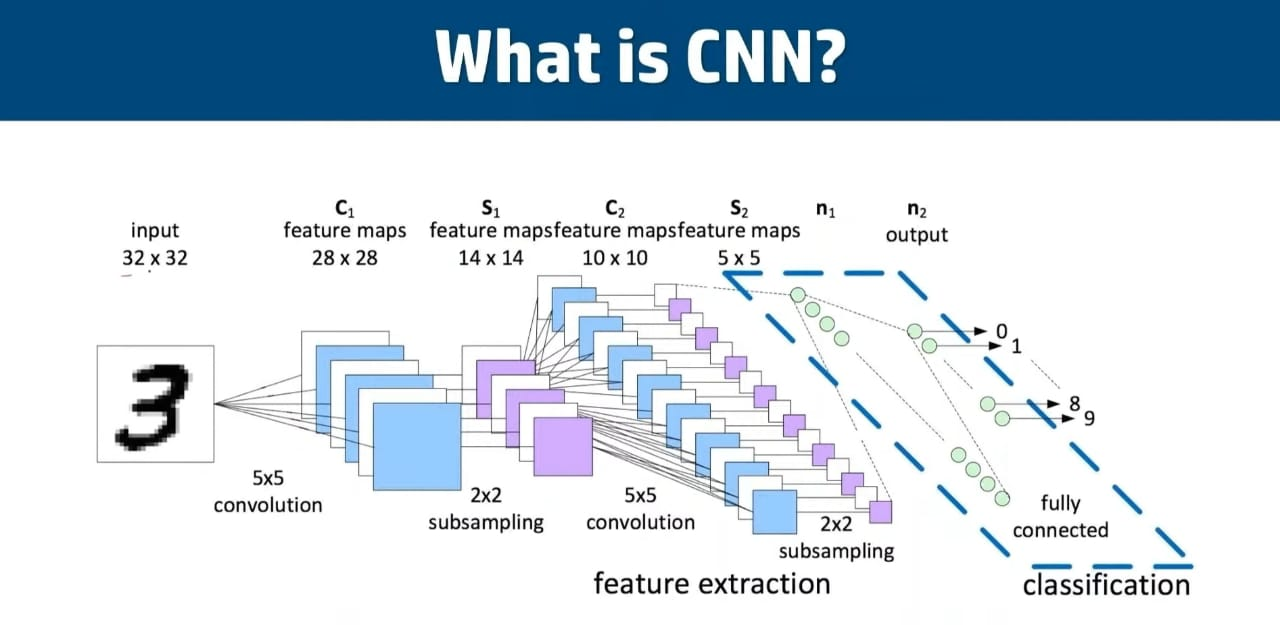 What is CNN?
input
32 x 32
C₁
feature maps
28 x 28
S₁
feature maps
14 x 14
C₂
feature maps
10 x 10
S₂
feature maps
5 x 5
n₁
n₂
output
3
0
1
8
9
5x5
convolution
2x2
subsampling
5x5
convolution
2x2
subsampling
fully
connected
feature extraction
classification